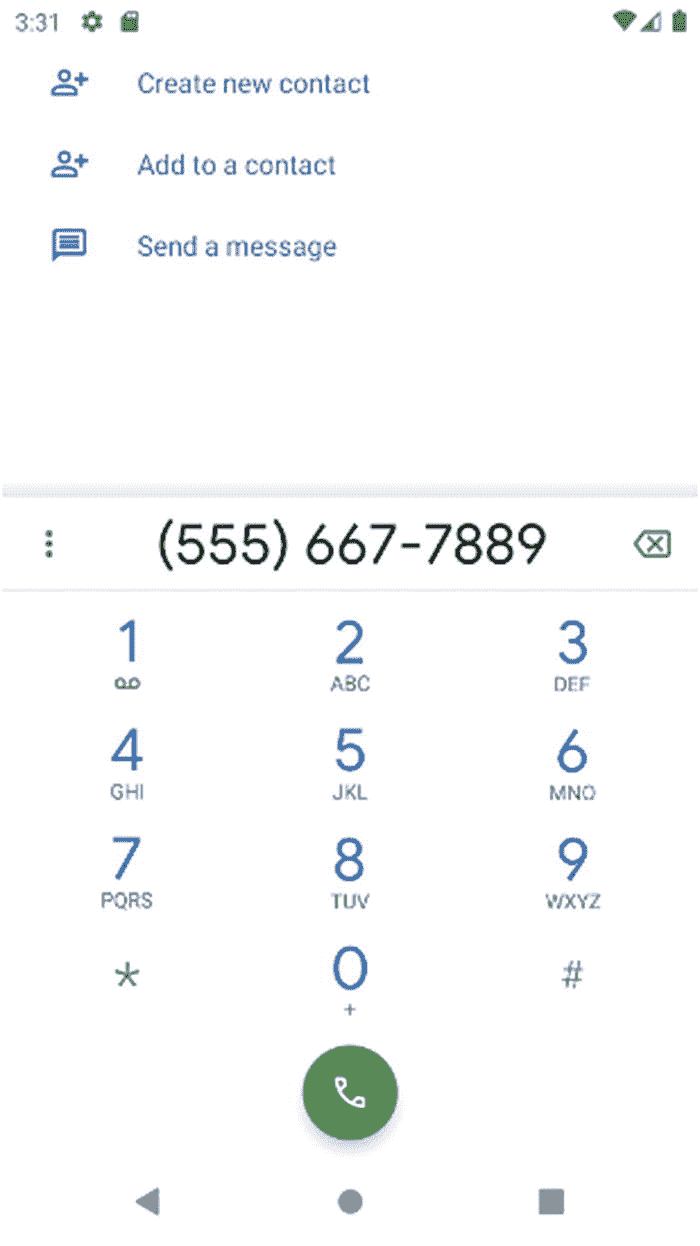 3:31
Create new contact
Add to a contact
Send a message
(555) 667-7889
1 2 3
ABC DEF
4 5 6
GHI JKL MNO
7 8 9
PQRS TUV WXYZ
* 0 #
+